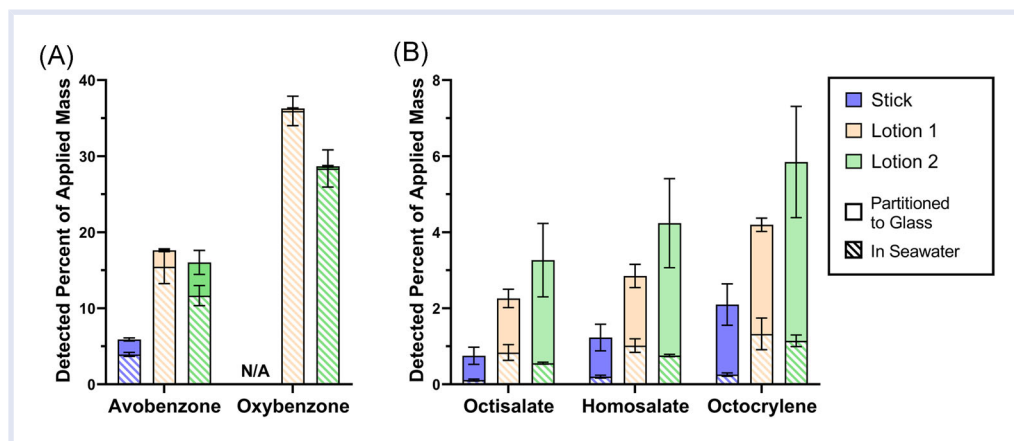 (A)
Detected Percent of Applied Mass
40
30
20
10
0
N/A
Avobenzone
Oxybenzone
(B)
Detected Percent of Applied Mass
8
6
4
2
0
Octisalate
Homosalate
Octocrylene
Stick
Lotion 1
Lotion 2
Partitioned
to Glass
In Seawater